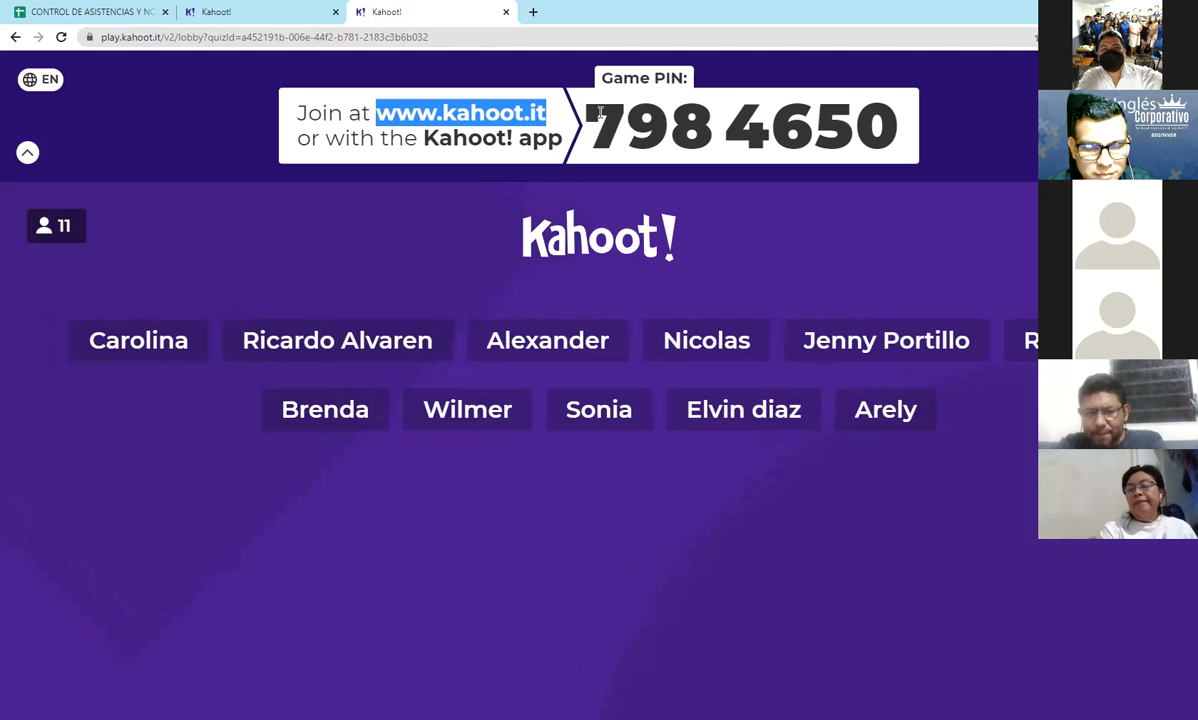 CONTROL DE ASISTENCIAS Y NO
Kahoot!
Kahoot!
play.kahoot.it/v2/lobby?quizId=a452191b-006e-44f2-b781-2183c3b6b032
EN
Game PIN:
Join at www.kahoot.it
or with the Kahoot! app
798 4650
11
Kahoot!
Carolina
Ricardo Alvaren
Alexander
Nicolas
Jenny Portillo
R
Brenda
Wilmer
Sonia
Elvin diaz
Arely
Inglés
Corporativo
BEGINNER